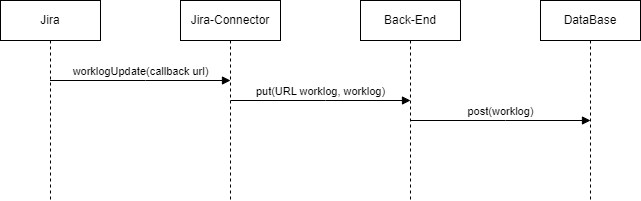 Jira
Jira-Connector
Back-End
DataBase
worklogUpdate(callback url)
put(URL worklog, worklog)
post(worklog)